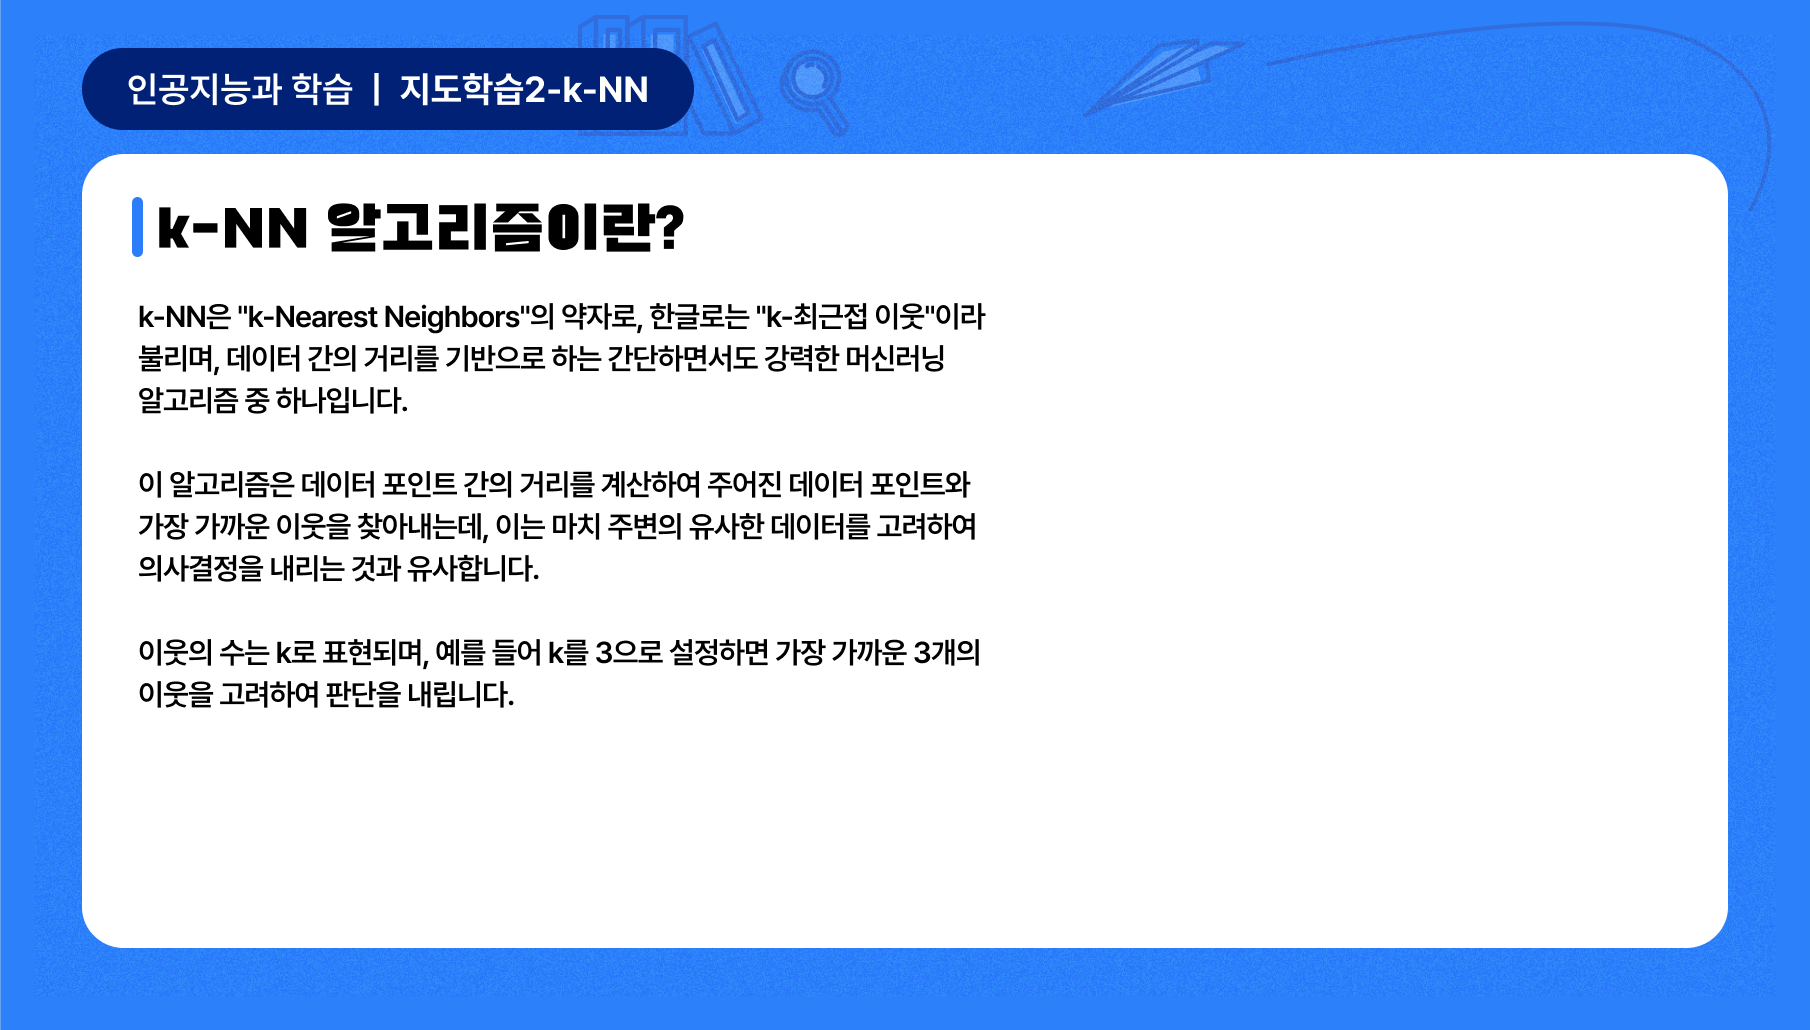 인공지능과 학습 | 지도학습2-k-NN
k-NN 알고리즘이란?
k-NN은 "k-Nearest Neighbors"의 약자로, 한글로는 "k-최근접 이웃"이라
불리며, 데이터 간의 거리를 기반으로 하는 간단하면서도 강력한 머신러닝
알고리즘 중 하나입니다.
이 알고리즘은 데이터 포인트 간의 거리를 계산하여 주어진 데이터 포인트와
가장 가까운 이웃을 찾아내는데, 이는 마치 주변의 유사한 데이터를 고려하여
의사결정을 내리는 것과 유사합니다.
이웃의 수는 k로 표현되며, 예를 들어 k를 3으로 설정하면 가장 가까운 3개의
이웃을 고려하여 판단을 내립니다.